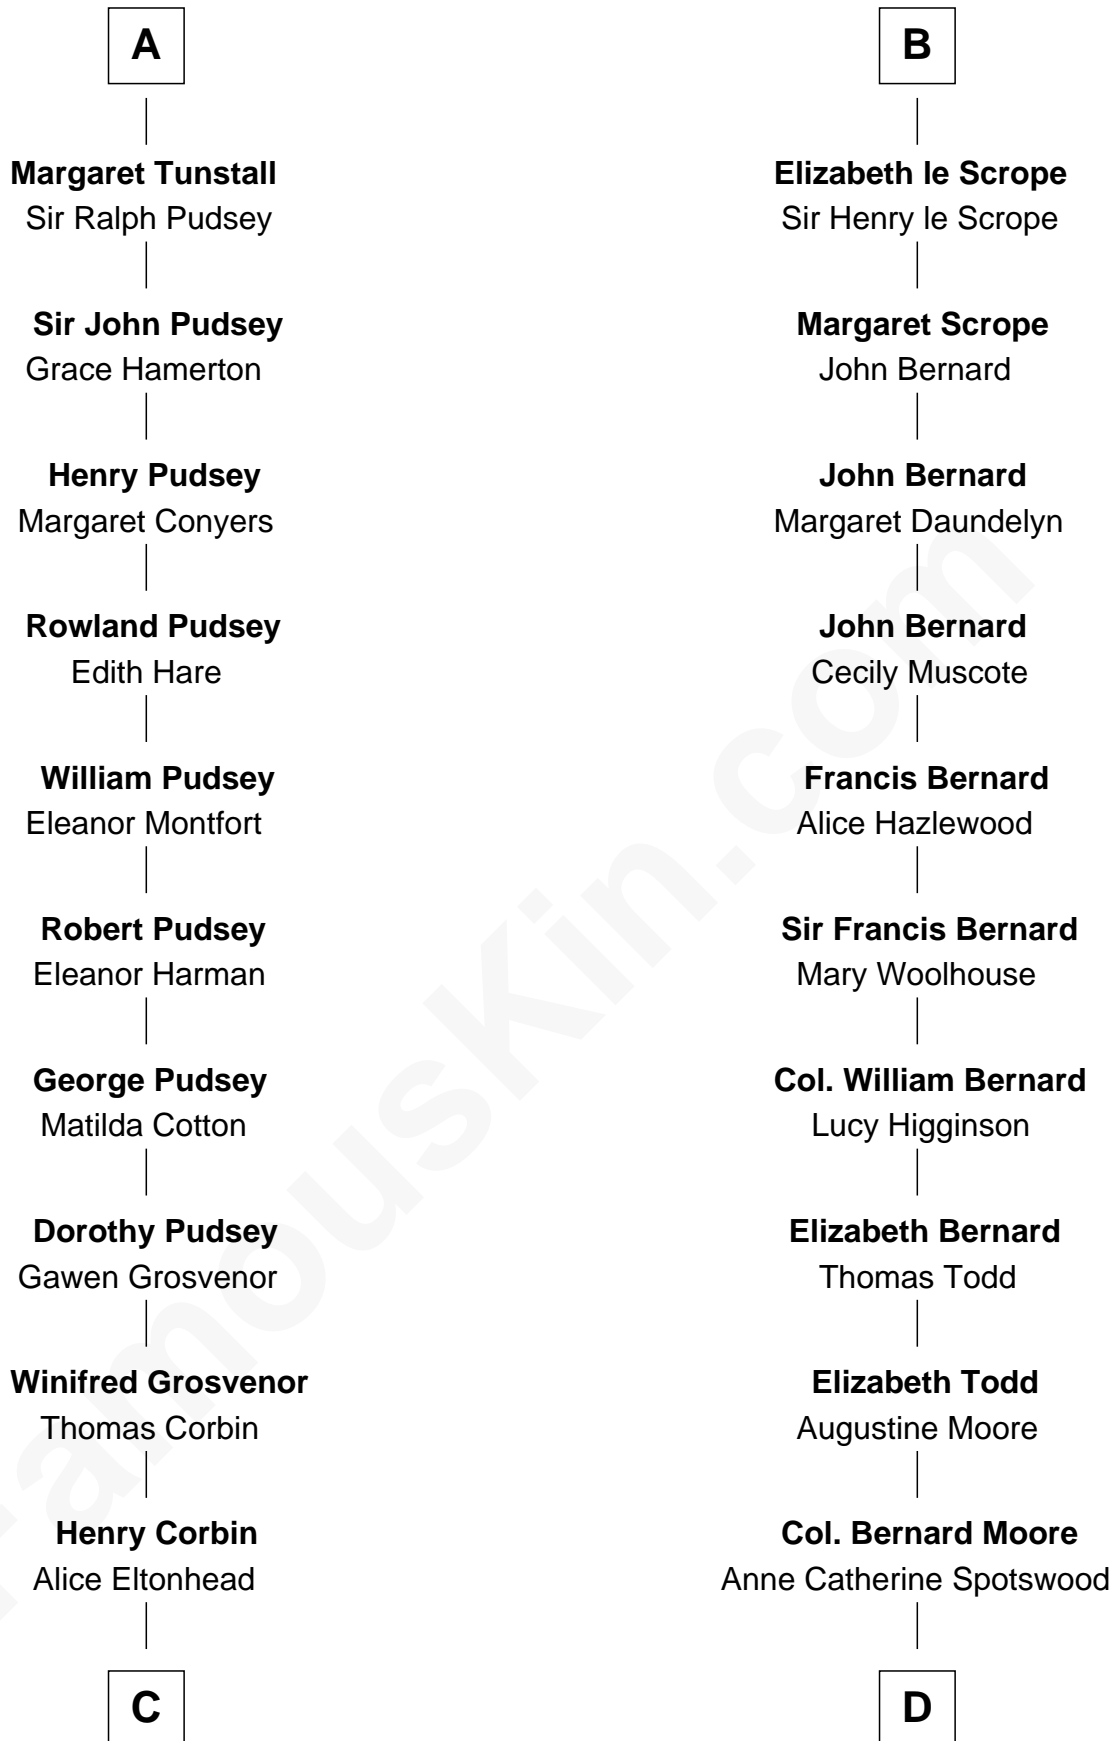 A
Margaret Tunstall
Sir Ralph Pudsey
Sir John Pudsey
Grace Hamerton
Henry Pudsey
Margaret Conyers
Rowland Pudsey
Edith Hare
William Pudsey
Eleanor Montfort
Robert Pudsey
Eleanor Harman
George Pudsey
Matilda Cotton
Dorothy Pudsey
Gawen Grosvenor
Winifred Grosvenor
Thomas Corbin
Henry Corbin
Alice Eltonhead
C
B
Elizabeth le Scrope
Sir Henry le Scrope
Margaret Scrope
John Bernard
John Bernard
Margaret Daundelyn
John Bernard
Cecily Muscote
Francis Bernard
Alice Hazlewood
Sir Francis Bernard
Mary Woolhouse
Col. William Bernard
Lucy Higginson
Elizabeth Bernard
Thomas Todd
Elizabeth Todd
Augustine Moore
Col. Bernard Moore
Anne Catherine Spotswood
D
FamousKin.com